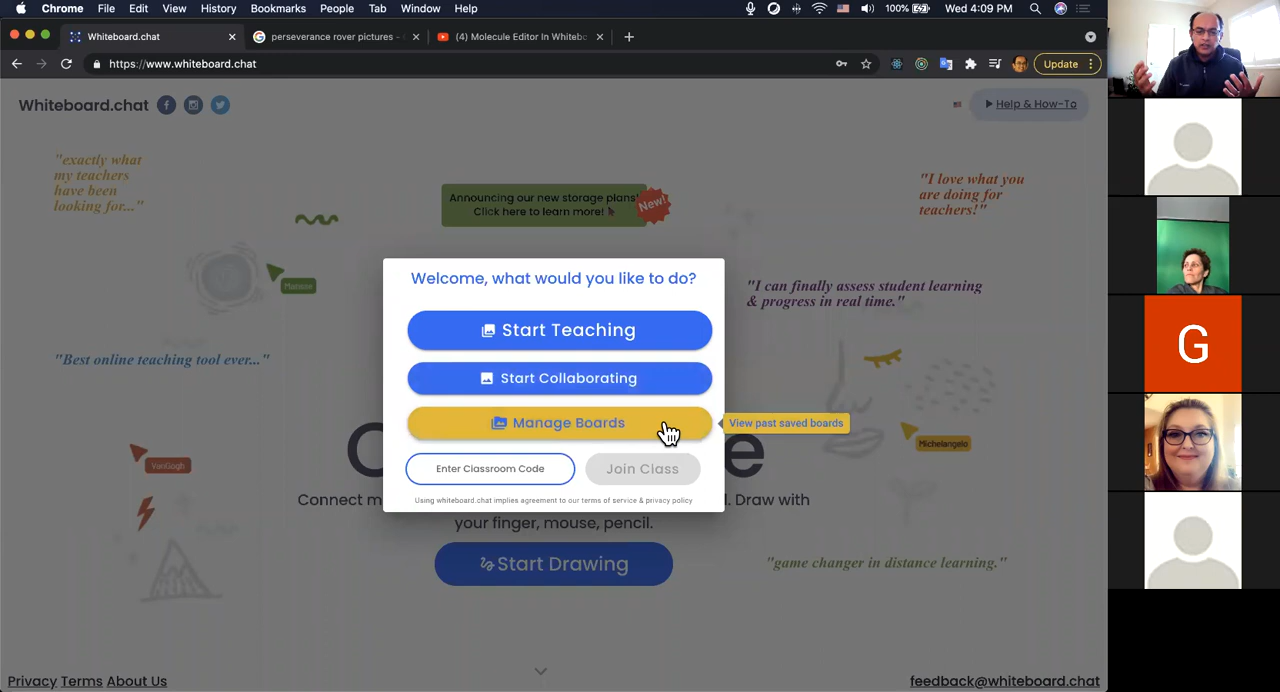 Chrome File Edit View History Bookmarks People Tab Window Help 100% Wed 4:09 PM
Whiteboard.chat perseverance rover pictures - (4) Molecule Editor In Whitebo
https://www.whiteboard.chat Update
Whiteboard.chat Help & How-To
"exactly what
my teachers
have been
looking for..."
Announcing our new storage plans!
Click here to learn more!
New!
"I love what you
are doing for
teachers!"
Welcome, what would you like to do?
"I can finally assess student learning
& progress in real time."
Start Teaching
"Best online teaching tool ever..."
Start Collaborating
Manage Boards View past saved boards
Michelangelo
VanGogh
Enter Classroom Code Join Class
Using whiteboard.chat implies agreement to our terms of service & privacy policy
Connect m d. Draw with
your finger, mouse, pencil.
Start Drawing
"game changer in distance learning."
Privacy Terms About Us feedback@whiteboard.chat
G